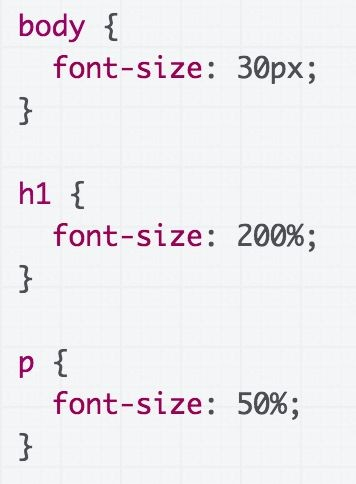 body {
  font-size: 30px;
}

h1 {
  font-size: 200%;
}

p {
  font-size: 50%;
}